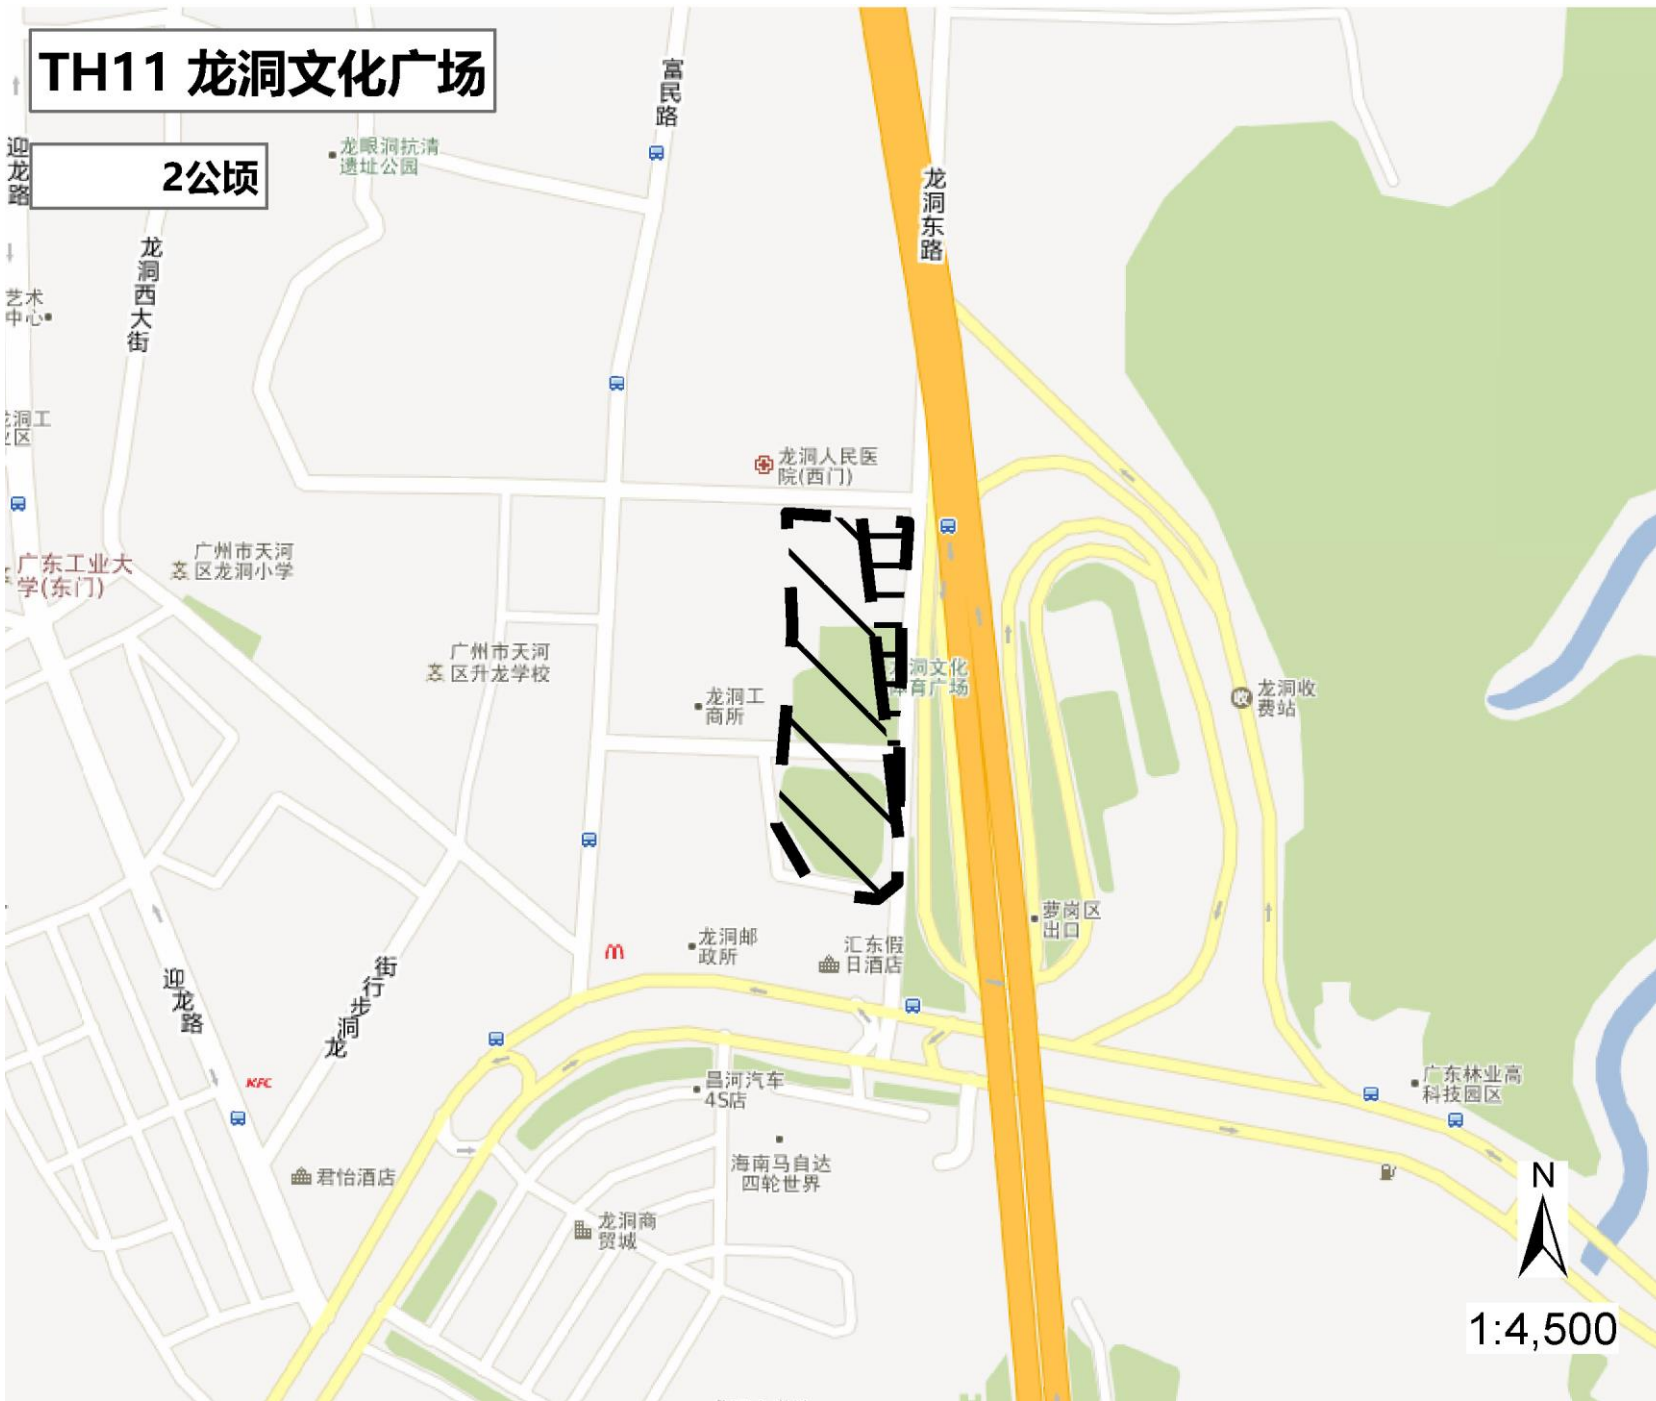 TH11 龙洞文化广场
2公顷
迎龙路
龙眼洞抗清
遗址公园
富民路
龙洞东路
龙洞西大街
艺术
中心
龙洞人民医
院(西门)
广东工业大
学(东门)
广州市天河
区龙洞小学
广州市天河
区升龙学校
龙洞工
商所
洞文化
育广场
龙洞收
费站
萝岗区
出口
龙洞邮
政所
汇东假
日酒店
迎龙路
龙洞步行街
KFC
昌河汽车
4S店
广东林业高
科技园区
海南马自达
四轮世界
君怡酒店
龙洞商
贸城
N
1:4,500